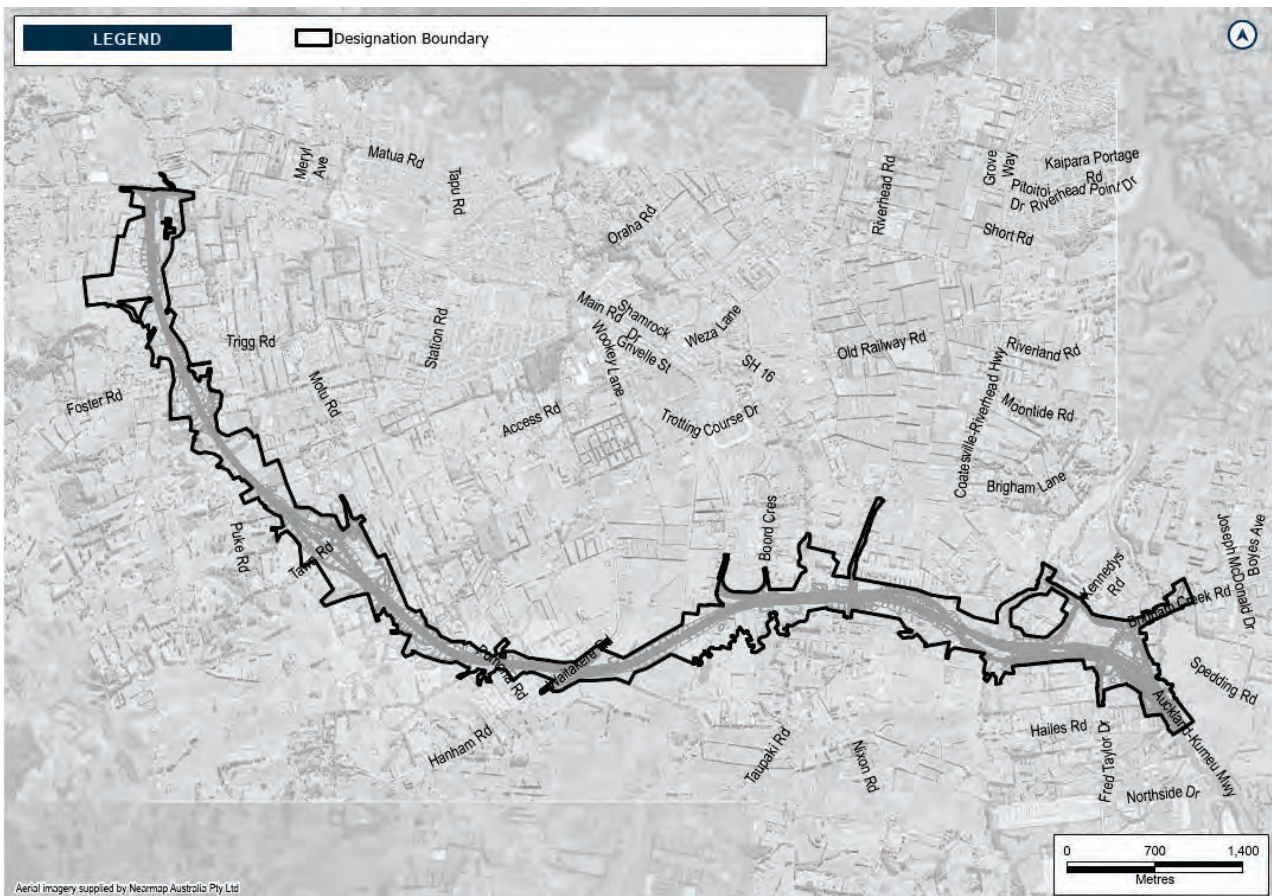 LEGEND
Designation Boundary
Meryl
Ave
Matua Rd
Tapu Rd
Oraha Rd
Riverhead Rd
Grove
Way
Kaipara Portage
Rd
Pitoitoi
Dr
Riverhead Point Dr
Short Rd
Trigg Rd
Motu Rd
Station Rd
Main Rd
Shamrock
Dr
Wookey Lane
Grivelle St
Weza Lane
SH 16
Old Railway Rd
Riverland Rd
Coatesville-Riverhead Hwy
Moontide Rd
Foster Rd
Access Rd
Trotting Course Dr
Brigham Lane
Puke Rd
Tawa Rd
Boord Cres
Kennedys
Rd
Joseph McDonald Dr
Boyes Ave
Brigham Creek Rd
Pomona Rd
Waitakere Rd
Spedding Rd
Hanham Rd
Taupaki Rd
Nixon Rd
Hailes Rd
Fred Taylor Dr
Auckland-Kumeu Mwy
Northside Dr
0 700 1,400
Metres
Aerial imagery supplied by Nearmap Australia Pty Ltd